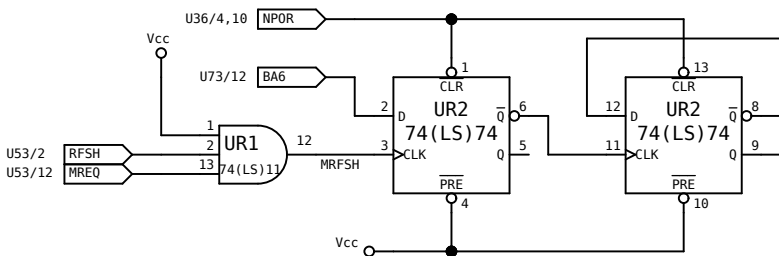 U36/4,10 NPOR
Vcc
1
13
U73/12 BA6
CLR
CLR
2 D UR2 Q 6
12 D UR2 Q 8
74(LS)74
74(LS)74
1
UR1
U53/2 RFSH 2
12
3 CLK Q 5
11 CLK Q 9
U53/12 MREQ 13
74(LS)11
MRFSH
PRE
PRE
4
10
Vcc